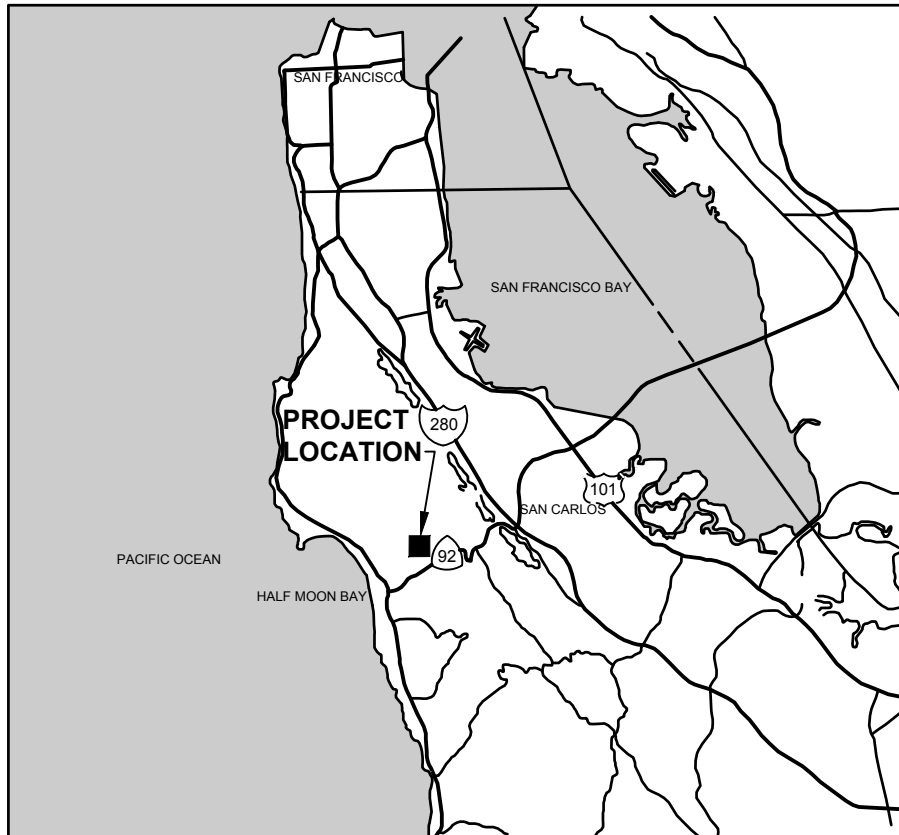 SAN FRANCISCO
SAN FRANCISCO BAY
PROJECT
LOCATION
280
101
SAN CARLOS
92
PACIFIC OCEAN
HALF MOON BAY